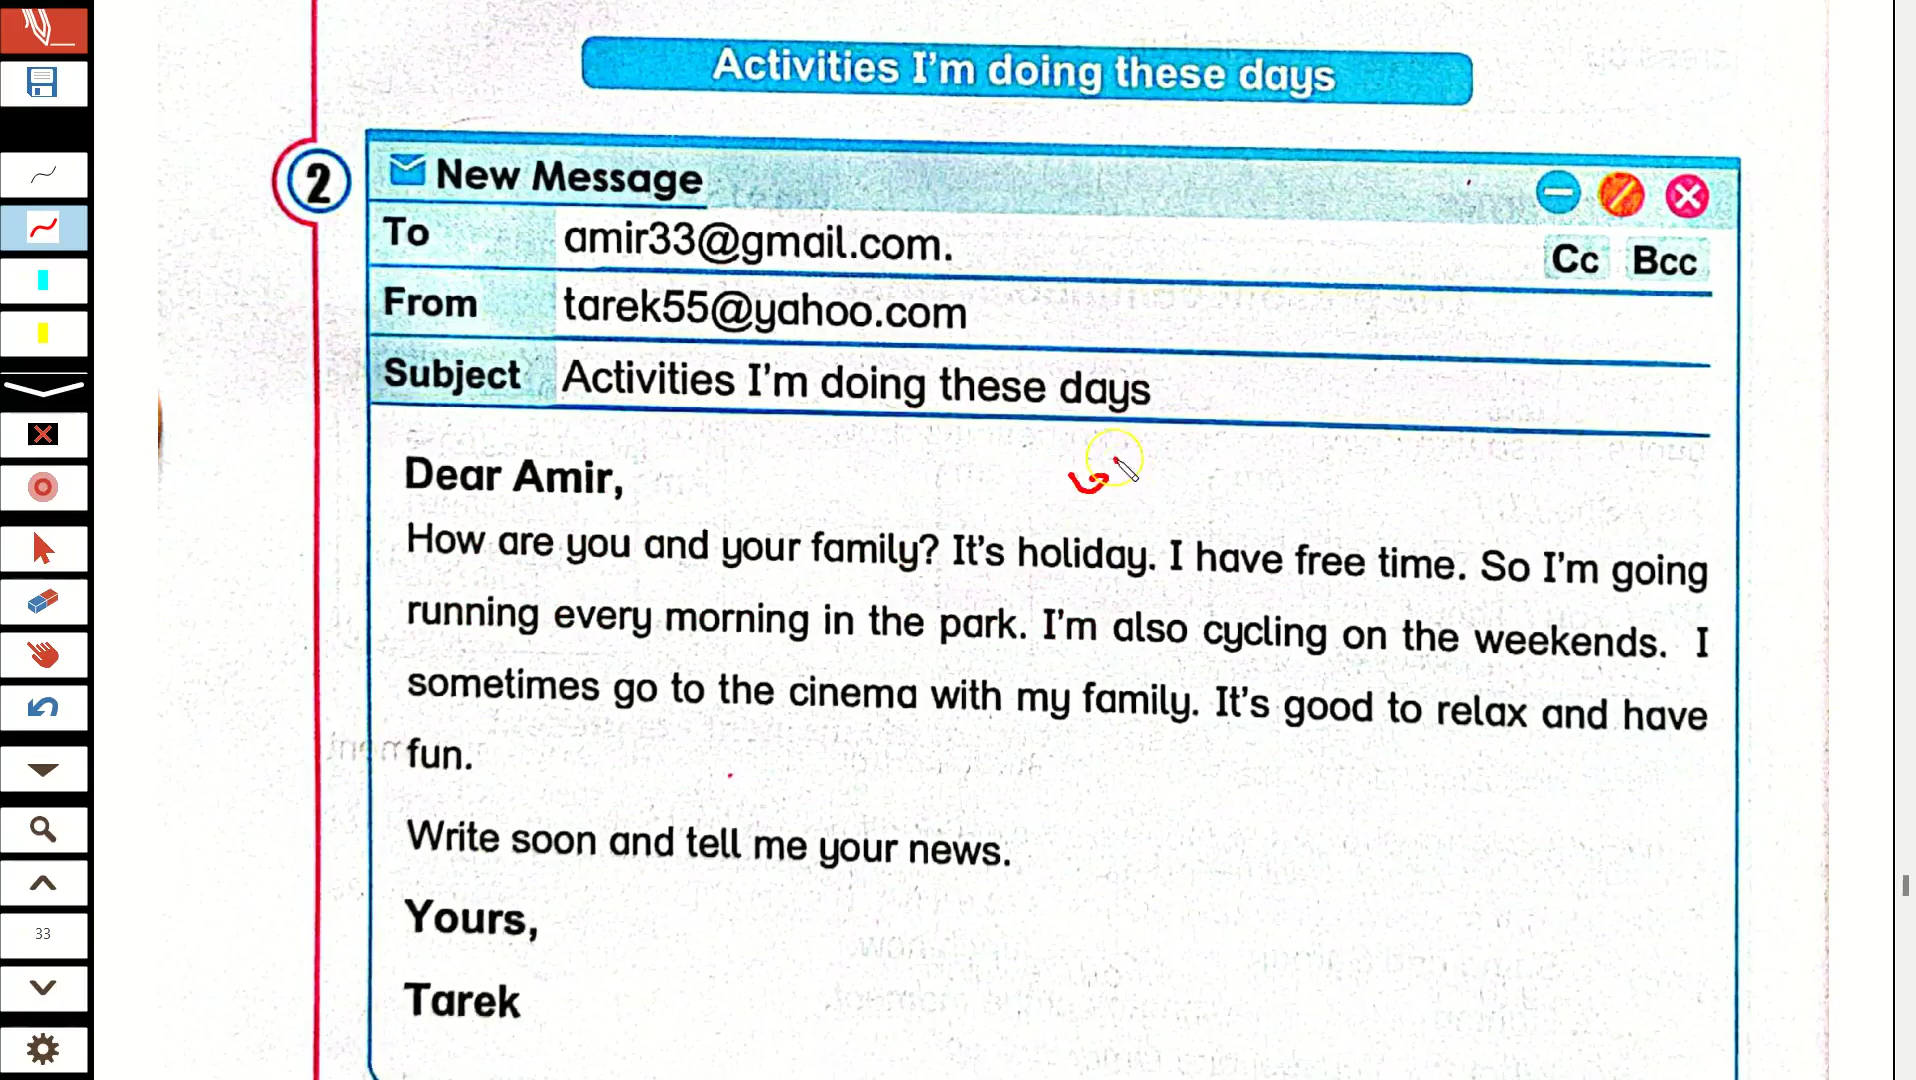 Activities I'm doing these days
2
New Message
To amir33@gmail.com.
Cc Bcc
From tarek55@yahoo.com
Subject Activities I'm doing these days
Dear Amir,
How are you and your family? It's holiday. I have free time. So I'm going
running every morning in the park. I'm also cycling on the weekends. I
sometimes go to the cinema with my family. It's good to relax and have
fun.
Write soon and tell me your news.
Yours,
Tarek
33